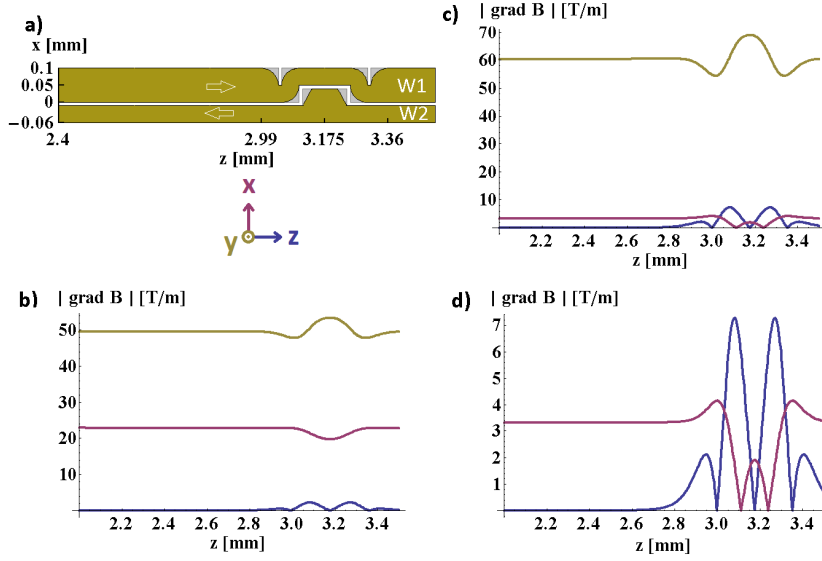 a)
x [mm]
0.1
0.05
0
−0.06
W1
W2
2.4
2.99
3.175
3.36
z [mm]
x
y
z
b)
| grad B | [T/m]
50
40
30
20
10
2.2
2.4
2.6
2.8
3.0
3.2
3.4
z [mm]
c)
| grad B | [T/m]
70
60
50
40
30
20
10
2.2
2.4
2.6
2.8
3.0
3.2
3.4
z [mm]
d)
| grad B | [T/m]
7
6
5
4
3
2
1
2.2
2.4
2.6
2.8
3.0
3.2
3.4
z [mm]